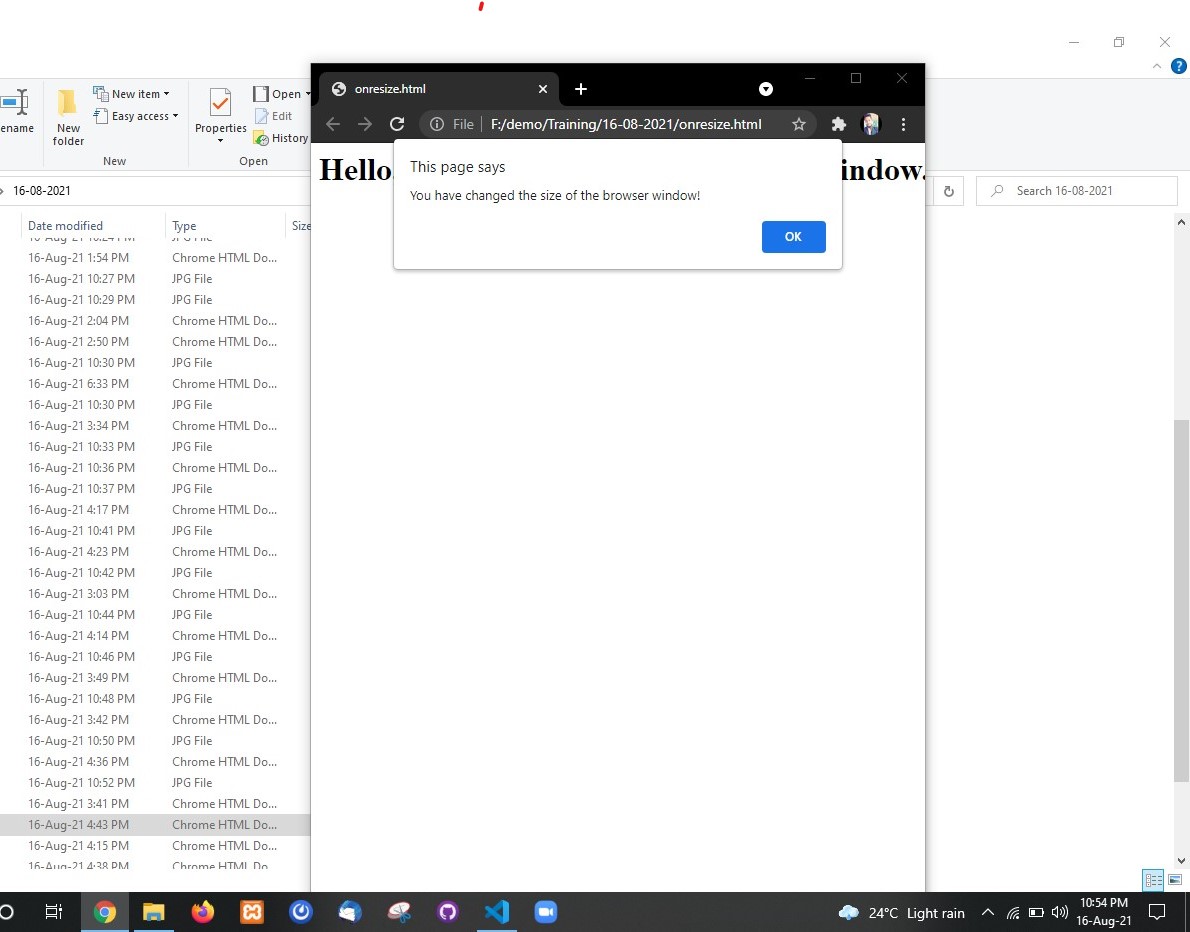 onresize.html
File | F:/demo/Training/16-08-2021/onresize.html
ename
New
folder
New item
Easy access
New
Properties
Open
Edit
History
Open
16-08-2021
Search 16-08-2021
Hello. indow.
This page says
You have changed the size of the browser window!
OK
Date modified Type Size
16-Aug-21 10:24 PM JPG File
16-Aug-21 1:54 PM Chrome HTML Do...
16-Aug-21 10:27 PM JPG File
16-Aug-21 10:29 PM JPG File
16-Aug-21 2:04 PM Chrome HTML Do...
16-Aug-21 2:50 PM Chrome HTML Do...
16-Aug-21 10:30 PM JPG File
16-Aug-21 6:33 PM Chrome HTML Do...
16-Aug-21 10:30 PM JPG File
16-Aug-21 3:34 PM Chrome HTML Do...
16-Aug-21 10:33 PM JPG File
16-Aug-21 10:36 PM Chrome HTML Do...
16-Aug-21 10:37 PM JPG File
16-Aug-21 4:17 PM Chrome HTML Do...
16-Aug-21 10:41 PM JPG File
16-Aug-21 4:23 PM Chrome HTML Do...
16-Aug-21 10:42 PM JPG File
16-Aug-21 3:03 PM Chrome HTML Do...
16-Aug-21 10:44 PM JPG File
16-Aug-21 4:14 PM Chrome HTML Do...
16-Aug-21 10:46 PM JPG File
16-Aug-21 3:49 PM Chrome HTML Do...
16-Aug-21 10:48 PM JPG File
16-Aug-21 3:42 PM Chrome HTML Do...
16-Aug-21 10:50 PM JPG File
16-Aug-21 4:36 PM Chrome HTML Do...
16-Aug-21 10:52 PM JPG File
16-Aug-21 3:41 PM Chrome HTML Do...
16-Aug-21 4:43 PM Chrome HTML Do...
16-Aug-21 4:15 PM Chrome HTML Do...
16-Aug-21 4:38 PM Chrome HTML Do
24°C Light rain
10:54 PM
16-Aug-21